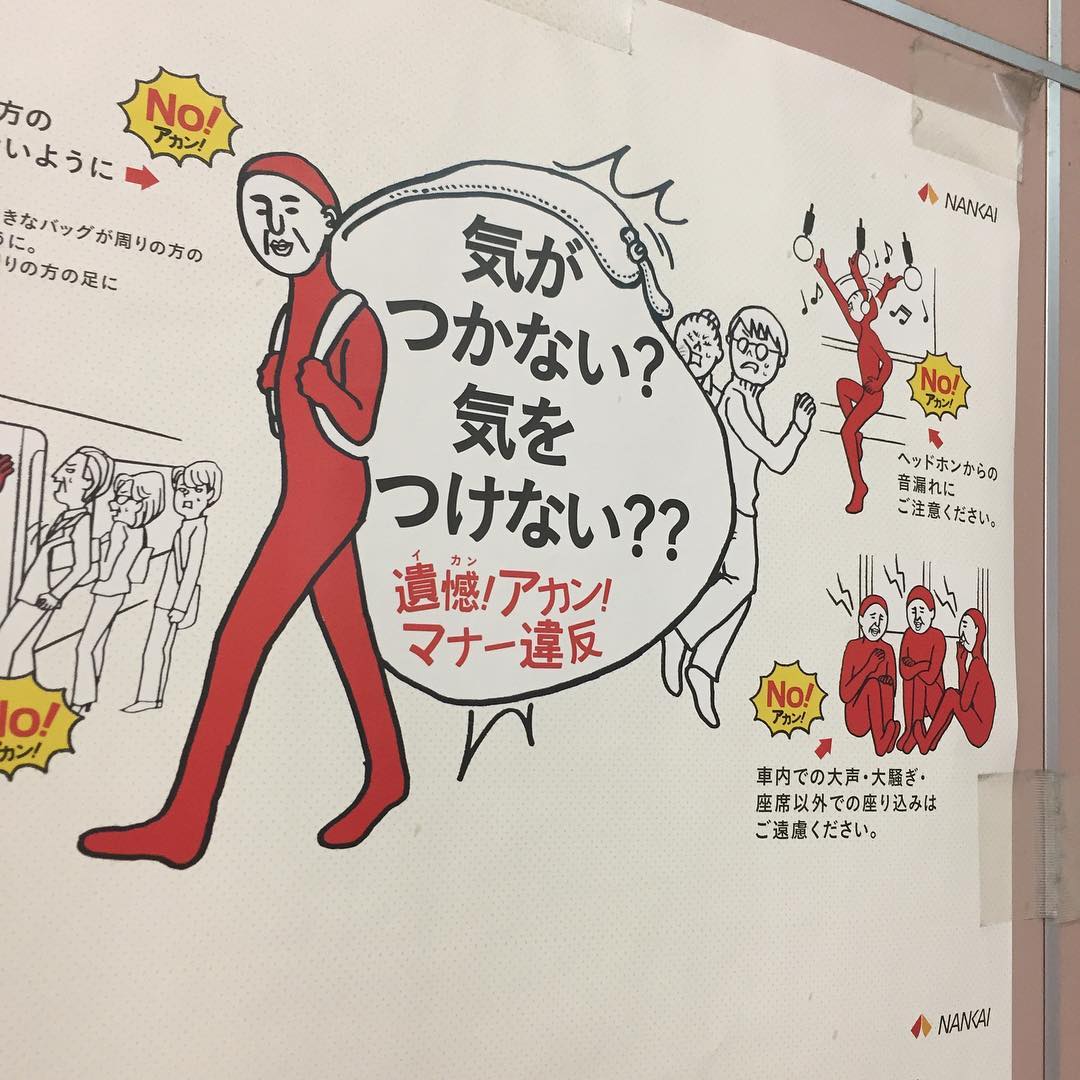 方の
いように
No!
アカン!
きなバッグが周りの方の
うに。
りの方の足に
気が
つかない?
気を
つけない??
イ カン
遺憾!アカン!
マナー違反
NANKAI
No!
アカン!
ヘッドホンからの
音漏れに
ご注意ください。
No!
アカン!
車内での大声・大騒ぎ・
座席以外での座り込みは
ご遠慮ください。
No!
カン!
NANKAI